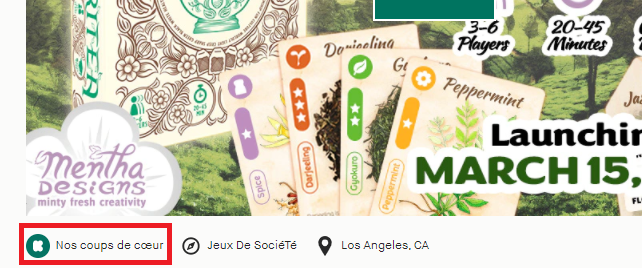 RITER
3–6
Players
20–45
Minutes
Darjeeling
Peppermint
Launchin
MARCH 15,
Mentha
DESIGNS
minty fresh creativity
Spice
Darjeeling
Gyokuro
Peppermint
Nos coups de cœur
Jeux De SociéTé
Los Angeles, CA